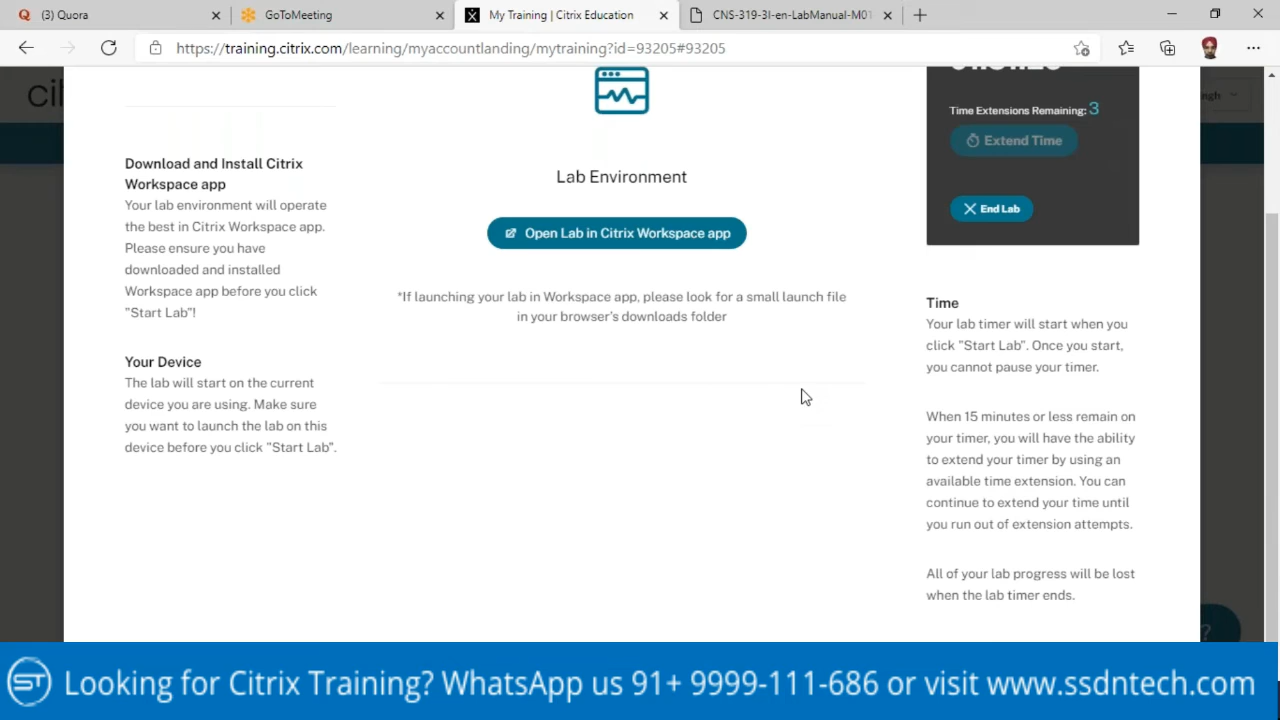 (3) Quora
GoToMeeting
My Training | Citrix Education
CNS-319-3I-en-LabManual-M01
https://training.citrix.com/learning/myaccountlanding/mytraining?id=93205#93205
Download and Install Citrix
Workspace app
Your lab environment will operate
the best in Citrix Workspace app.
Please ensure you have
downloaded and installed
Workspace app before you click
"Start Lab"!
Your Device
The lab will start on the current
device you are using. Make sure
you want to launch the lab on this
device before you click "Start Lab".
Lab Environment
Open Lab in Citrix Workspace app
*If launching your lab in Workspace app, please look for a small launch file
in your browser's downloads folder
Time Extensions Remaining: 3
Extend Time
End Lab
Time
Your lab timer will start when you
click "Start Lab". Once you start,
you cannot pause your timer.
When 15 minutes or less remain on
your timer, you will have the ability
to extend your timer by using an
available time extension. You can
continue to extend your time until
you run out of extension attempts.
All of your lab progress will be lost
when the lab timer ends.
?
ST Looking for Citrix Training? WhatsApp us 91+ 9999-111-686 or visit www.ssdntech.com